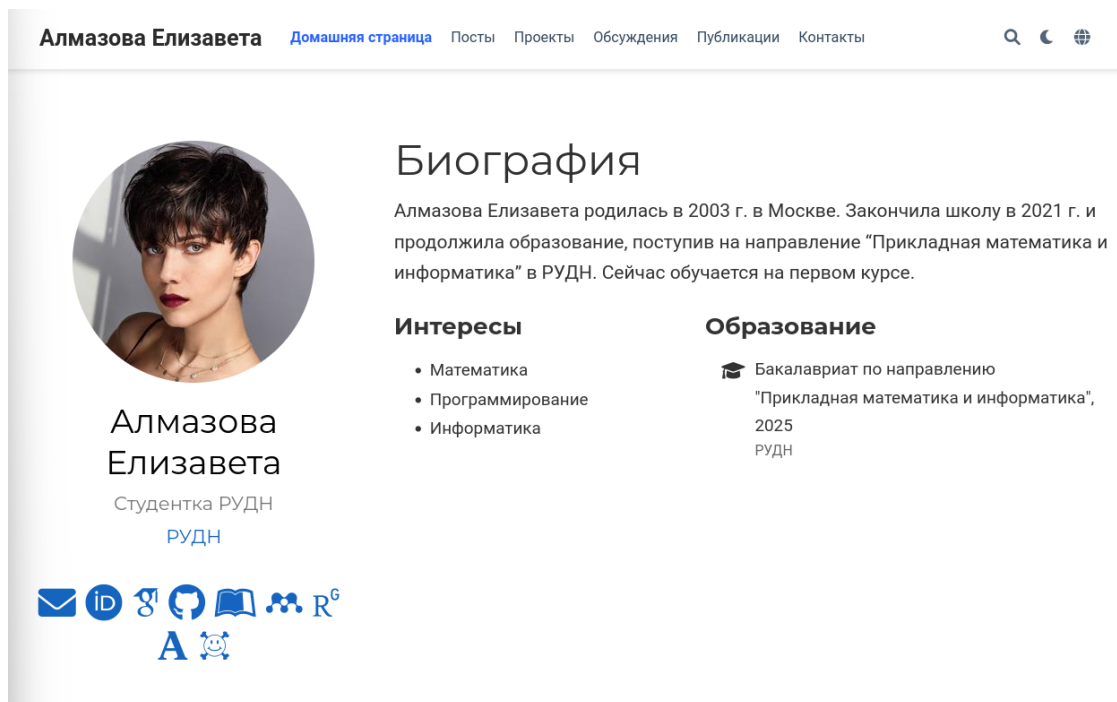 Алмазова Елизавета
Домашняя страница Посты Проекты Обсуждения Публикации Контакты
Алмазова
Елизавета
Студентка РУДН
РУДН
iD
g
RG
A
Биография
Алмазова Елизавета родилась в 2003 г. в Москве. Закончила школу в 2021 г. и
продолжила образование, поступив на направление “Прикладная математика и
информатика” в РУДН. Сейчас обучается на первом курсе.
Интересы
• Математика
• Программирование
• Информатика
Образование
Бакалавриат по направлению
"Прикладная математика и информатика",
2025
РУДН